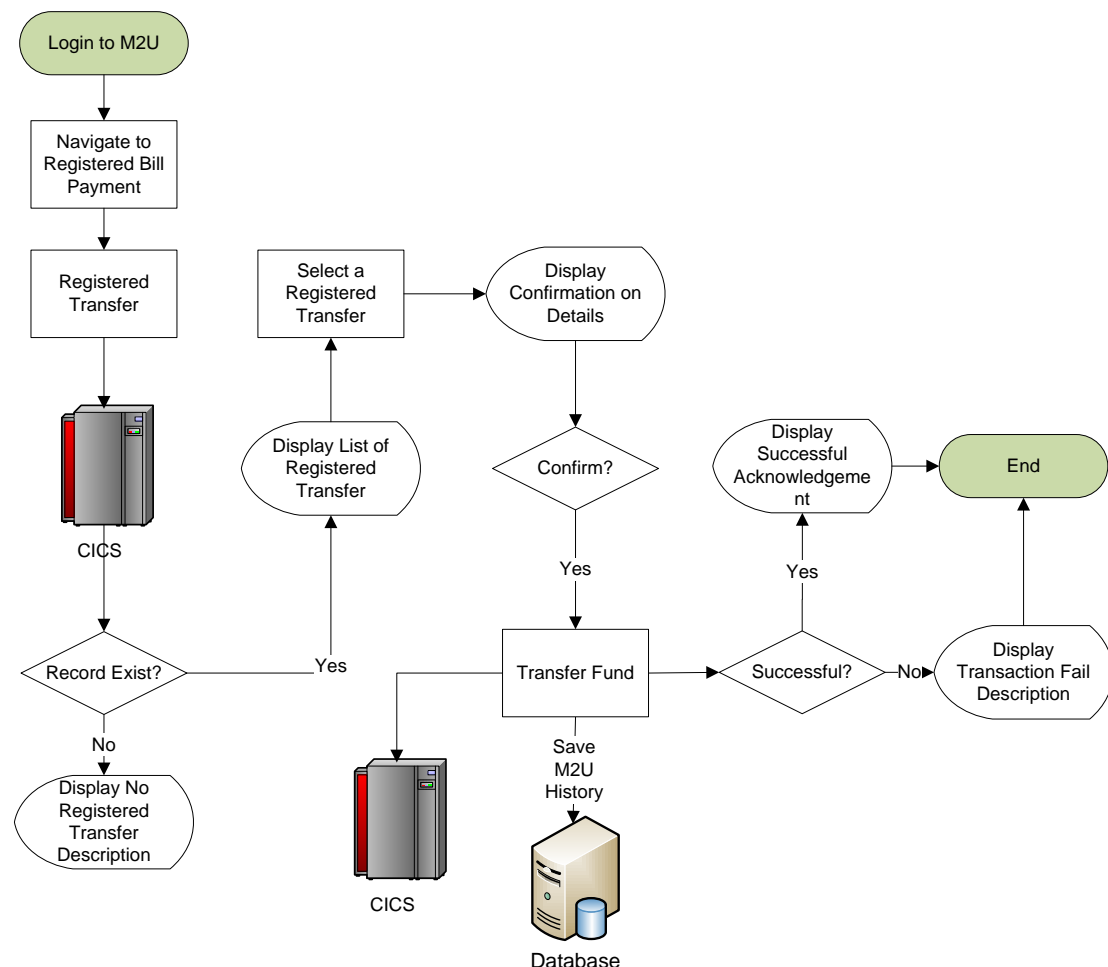 Login to M2U
Navigate to
Registered Bill
Payment
Registered
Transfer
CICS
Record Exist?
No
Display No
Registered
Transfer
Description
Yes
Display List of
Registered
Transfer
Select a
Registered
Transfer
Display
Confirmation on
Details
Confirm?
Yes
Transfer Fund
CICS
Save
M2U
History
Database
Successful?
Yes
Display
Successful
Acknowledgeme
nt
No
Display
Transaction Fail
Description
End